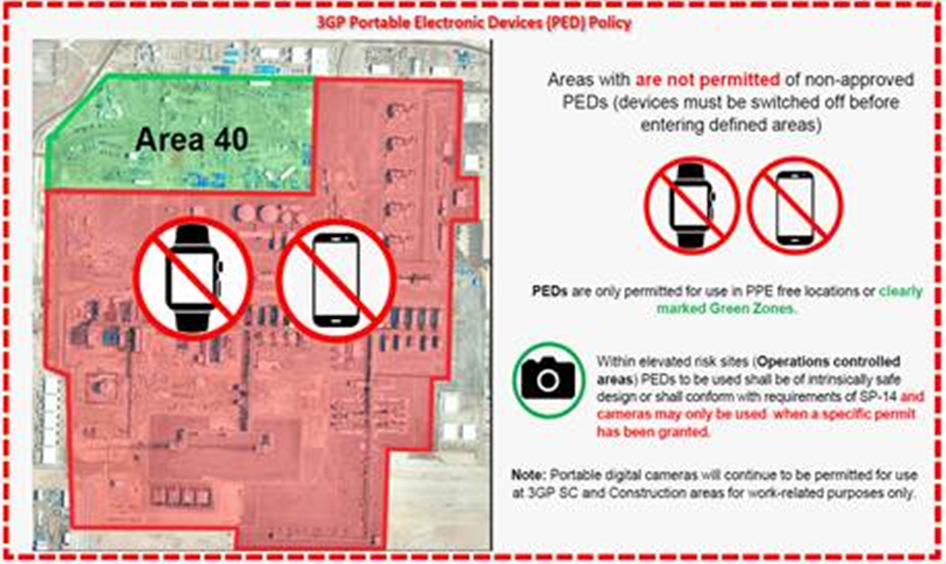 3GP Portable Electronic Devices (PED) Policy
Area 40
Areas with are not permitted of non-approved
PEDs (devices must be switched off before
entering defined areas)
PEDs are only permitted for use in PPE free locations or clearly
marked Green Zones.
Within elevated risk sites (Operations controlled
areas) PEDs to be used shall be of intrinsically safe
design or shall conform with requirements of SP-14 and
cameras may only be used when a specific permit
has been granted.
Note: Portable digital cameras will continue to be permitted for use
at 3GP SC and Construction areas for work-related purposes only.